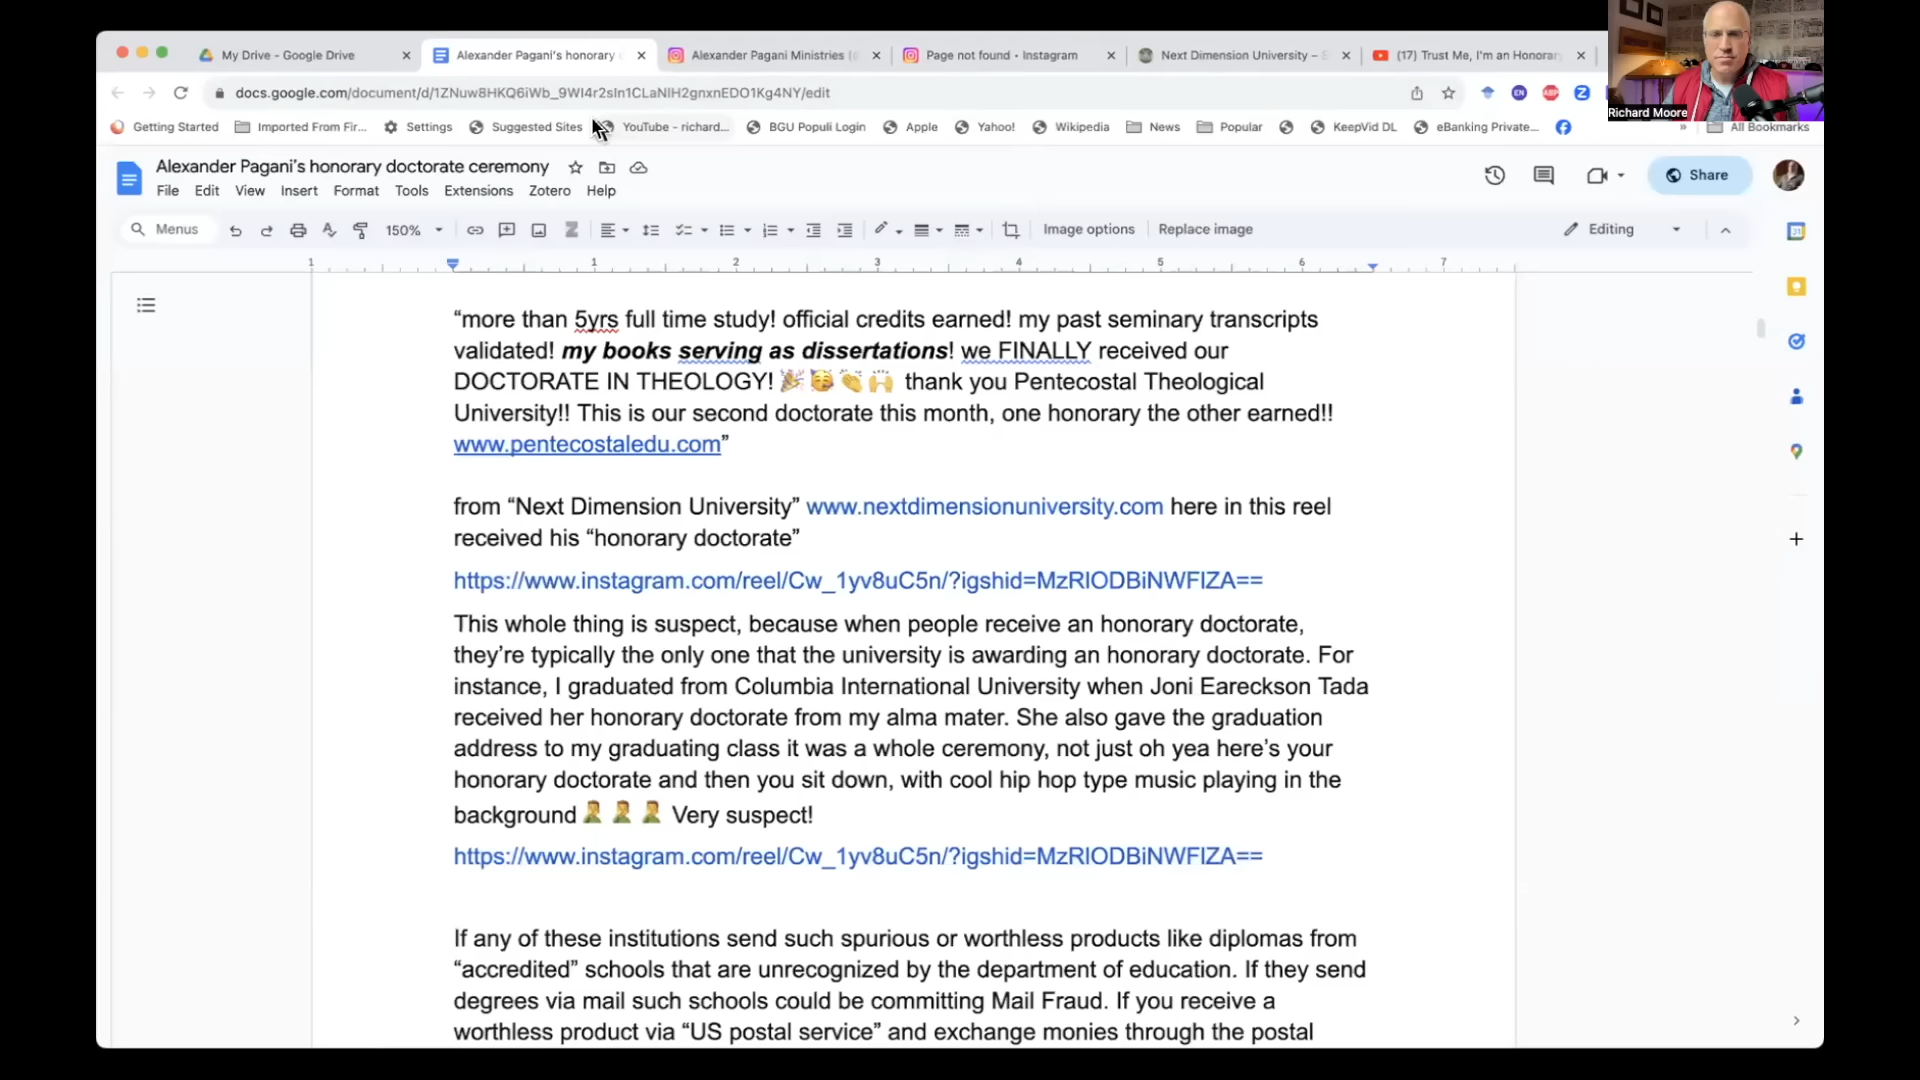 My Drive - Google Drive
Alexander Pagani's honorary
Alexander Pagani Ministries
Page not found • Instagram
Next Dimension University –
(17) Trust Me, I'm an Honorar
docs.google.com/document/d/1ZNuw8HKQ6iWb_9WI4r2sIn1CLaNIH2gnxnEDO1Kg4NY/edit
EN
ABP
Z
Richard Moore
Getting Started
Imported From Fir...
Settings
Suggested Sites
YouTube - richard...
BGU Populi Login
Apple
Yahoo!
Wikipedia
News
Popular
KeepVid DL
eBanking Private...
»
All Bookmarks
Alexander Pagani's honorary doctorate ceremony
File Edit View Insert Format Tools Extensions Zotero Help
Share
Menus
150%
Image options
Replace image
Editing
1 1 2 3 4 5 6 7
31
“more than 5yrs full time study! official credits earned! my past seminary transcripts
validated! my books serving as dissertations! we FINALLY received our
DOCTORATE IN THEOLOGY! 🎉🥳👏🙌 thank you Pentecostal Theological
University!! This is our second doctorate this month, one honorary the other earned!!
www.pentecostaledu.com”
from “Next Dimension University” www.nextdimensionuniversity.com here in this reel
received his “honorary doctorate”
https://www.instagram.com/reel/Cw_1yv8uC5n/?igshid=MzRlODBiNWFlZA==
This whole thing is suspect, because when people receive an honorary doctorate,
they’re typically the only one that the university is awarding an honorary doctorate. For
instance, I graduated from Columbia International University when Joni Eareckson Tada
received her honorary doctorate from my alma mater. She also gave the graduation
address to my graduating class it was a whole ceremony, not just oh yea here’s your
honorary doctorate and then you sit down, with cool hip hop type music playing in the
background 🤦‍♂️ 🤦‍♂️ 🤦‍♂️ Very suspect!
https://www.instagram.com/reel/Cw_1yv8uC5n/?igshid=MzRlODBiNWFlZA==
If any of these institutions send such spurious or worthless products like diplomas from
“accredited” schools that are unrecognized by the department of education. If they send
degrees via mail such schools could be committing Mail Fraud. If you receive a
worthless product via “US postal service” and exchange monies through the postal